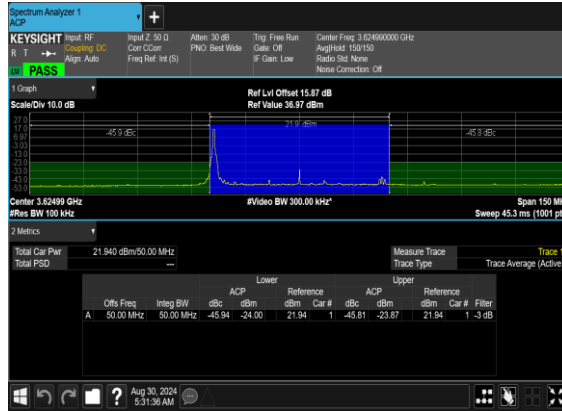 Spectrum Analyzer 1
ACP
+
KEYSIGHT Input: RF Input Z: 50 Ω Atten: 30 dB Trig: Free Run Center Freq: 3.624990000 GHz
R T Coupling: DC Corr CCorr PNO: Best Wide Gate: Off Avg|Hold: 150/150
Align: Auto Freq Ref: Int (S) IF Gain: Low Radio Std: None
PASS Noise Correction: Off
1 Graph Ref Lvl Offset 15.87 dB
Scale/Div 10.0 dB Ref Value 36.97 dBm
27.0 21.9 dBm
17.0 -45.9 dBc -45.8 dBc
6.97
-3.03
-13.0
-23.0
-33.0
-43.0
-53.0
Center 3.62499 GHz #Video BW 300.00 kHz* Span 150 MH
#Res BW 100 kHz Sweep 45.3 ms (1001 pt
2 Metrics
Total Car Pwr 21.940 dBm/50.00 MHz Measure Trace Trace 1
Total PSD --- Trace Type Trace Average (Active
Lower Upper
ACP Reference ACP Reference
Offs Freq Integ BW dBc dBm dBm Car # dBc dBm dBm Car # Filter
A 50.00 MHz 50.00 MHz -45.94 -24.00 21.94 1 -45.81 -23.87 21.94 1 -3 dB
? Aug 30, 2024
5:31:36 AM